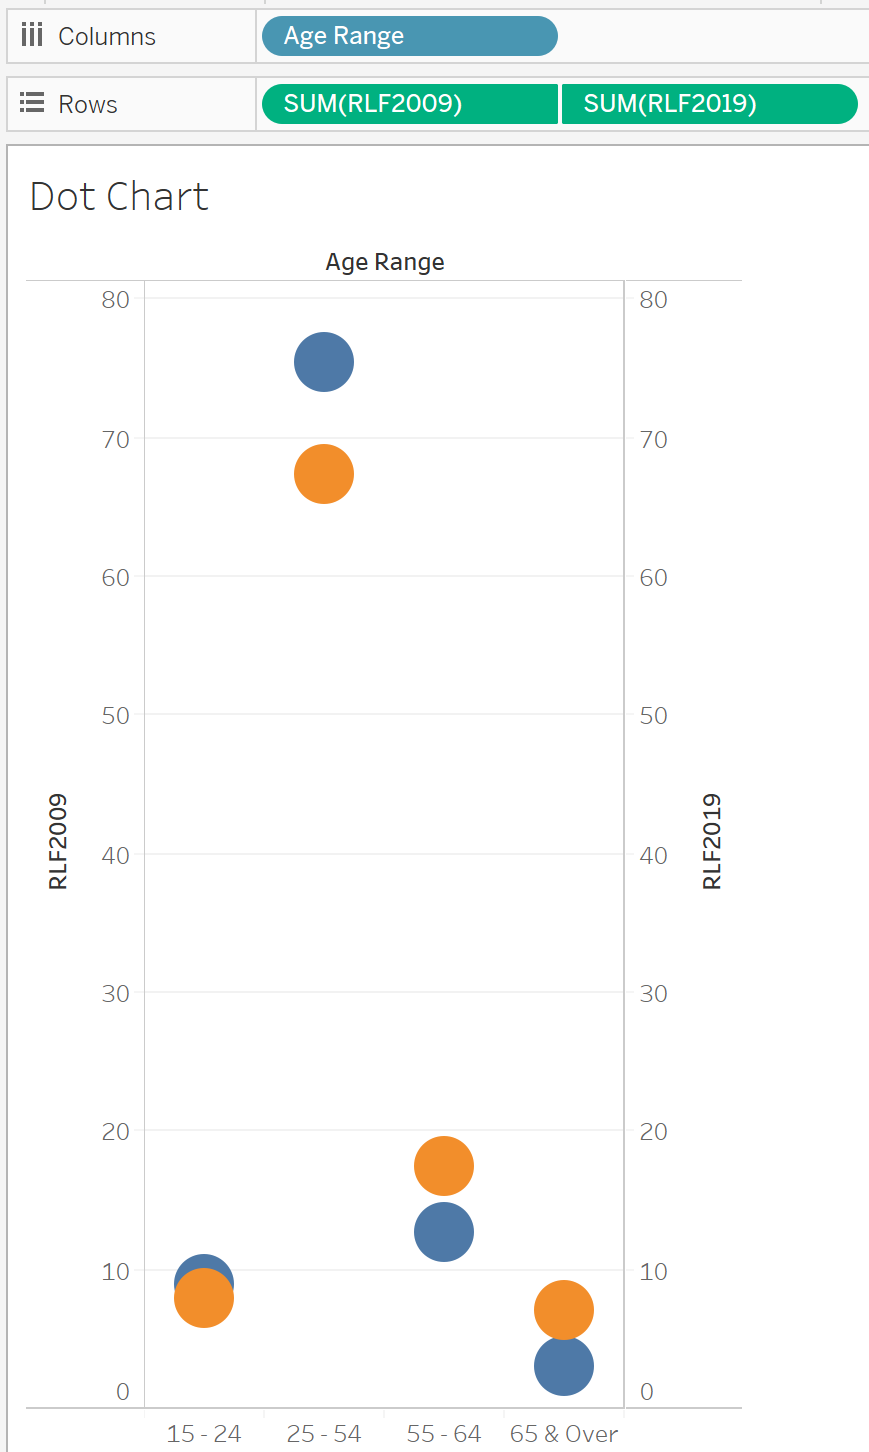 Columns Age Range
Rows SUM(RLF2009) SUM(RLF2019)
Dot Chart
Age Range
80 80
70 70
60 60
50 50
RLF2009 RLF2019
40 40
30 30
20 20
10 10
0 0
15 - 24 25 - 54 55 - 64 65 & Over